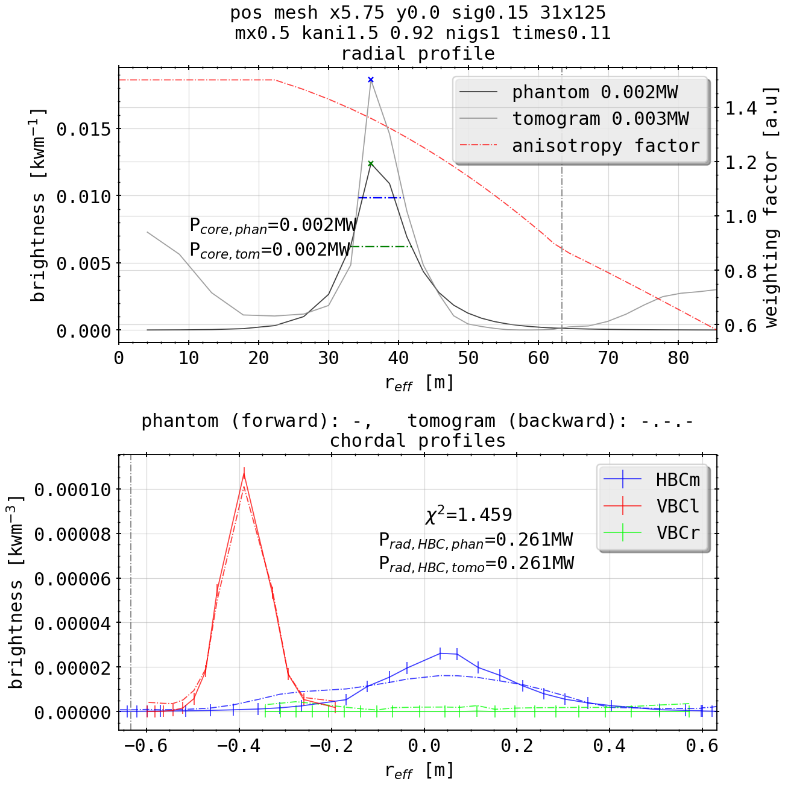 pos mesh x5.75 y0.0 sig0.15 31x125
mx0.5 kani1.5 0.92 nigs1 times0.11
radial profile
brightness [kwm⁻¹]
0.015
0.010
0.005
0.000
phantom 0.002MW
tomogram 0.003MW
anisotropy factor
P_core,phan=0.002MW
P_core,tom=0.002MW
1.4
1.2
1.0
0.8
0.6
weighting factor [a.u]
0 10 20 30 40 50 60 70 80
r_eff [m]
phantom (forward): -,   tomogram (backward): -.-.-
chordal profiles
brightness [kwm⁻³]
0.00010
0.00008
0.00006
0.00004
0.00002
0.00000
χ²=1.459
P_rad,HBC,phan=0.261MW
P_rad,HBC,tomo=0.261MW
HBCm
VBCl
VBCr
−0.6 −0.4 −0.2 0.0 0.2 0.4 0.6
r_eff [m]